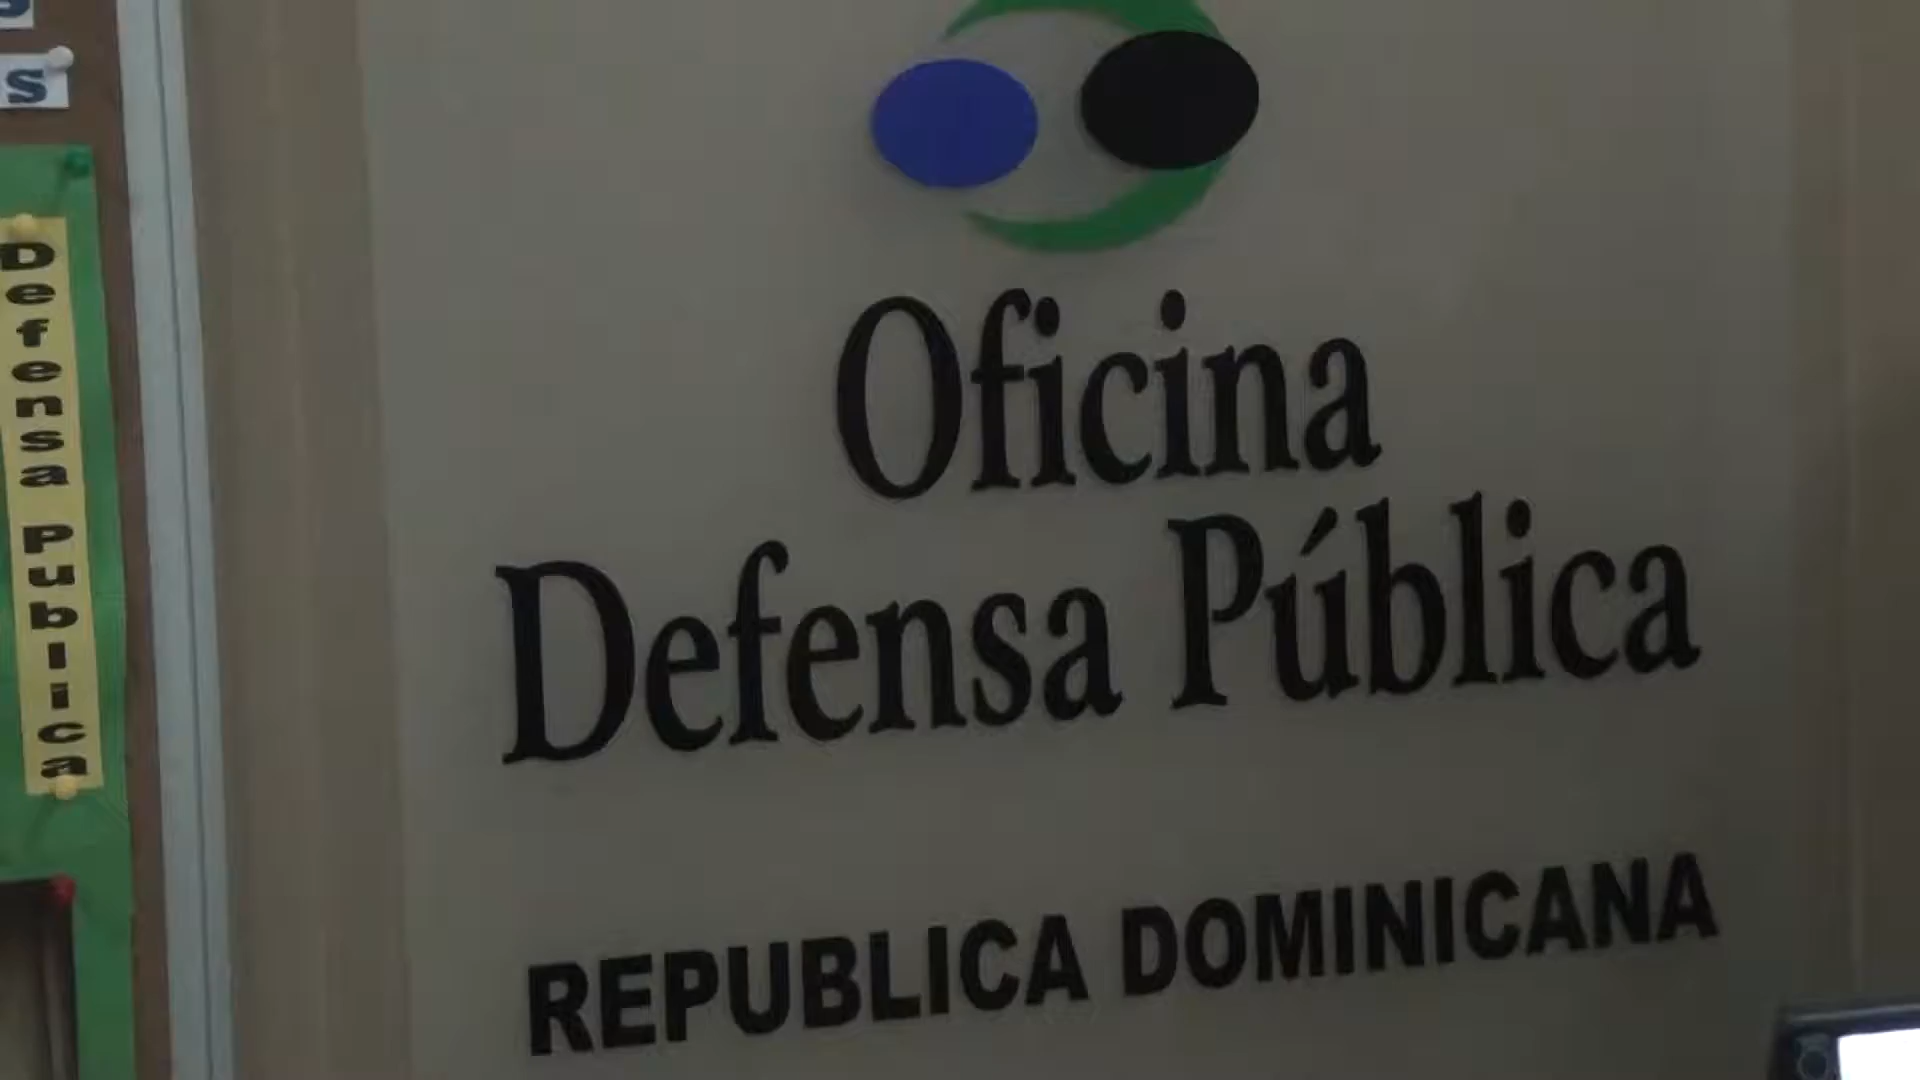 s
Defensa Publica
Oficina
Defensa Pública
REPUBLICA DOMINICANA